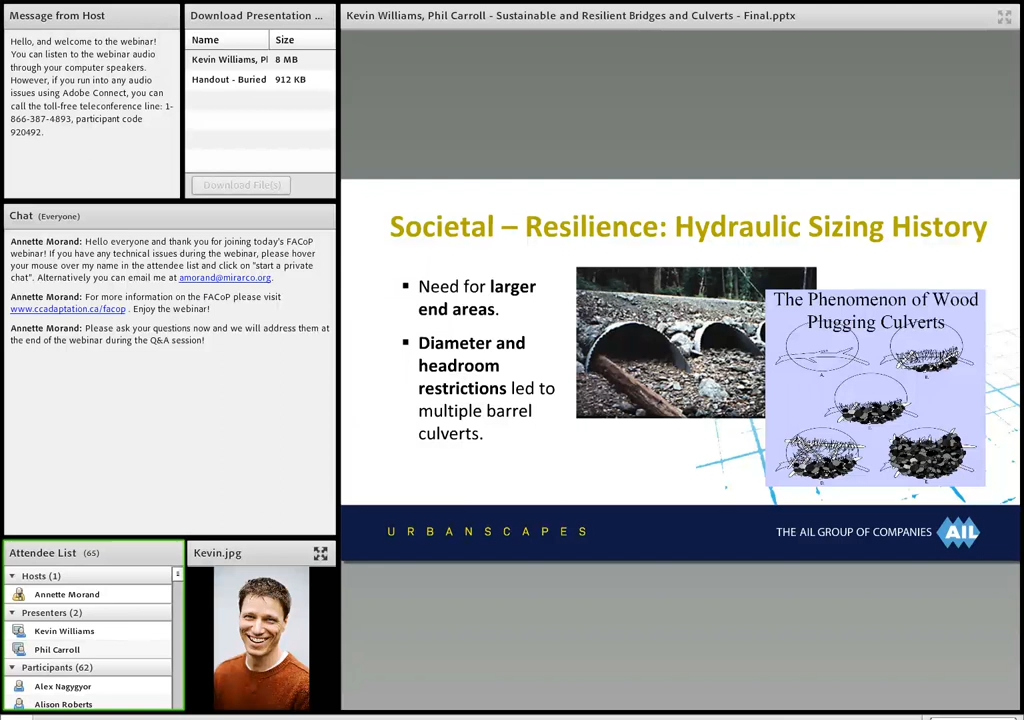 Message from Host
Hello, and welcome to the webinar!
You can listen to the webinar audio
through your computer speakers.
However, if you run into any audio
issues using Adobe Connect, you can
call the toll-free teleconference line: 1-
866-387-4893, participant code
920492.
Download Presentation ...
Name Size
Kevin Williams, Pl 8 MB
Handout - Buried 912 KB
Download File(s)
Chat (Everyone)
Annette Morand: Hello everyone and thank you for joining today's FACoP
webinar! If you have any technical issues during the webinar, please hover
your mouse over my name in the attendee list and click on "start a private
chat". Alternatively you can email me at amorand@mirarco.org.
Annette Morand: For more information on the FACoP please visit
www.ccadaptation.ca/facop . Enjoy the webinar!
Annette Morand: Please ask your questions now and we will address them at
the end of the webinar during the Q&A session!
Attendee List (65)
Hosts (1)
Annette Morand
Presenters (2)
Kevin Williams
Phil Carroll
Participants (62)
Alex Nagygyor
Alison Roberts
1
Kevin.jpg
Kevin Williams, Phil Carroll - Sustainable and Resilient Bridges and Culverts - Final.pptx
Societal – Resilience: Hydraulic Sizing History
Need for larger
end areas.
Diameter and
headroom
restrictions led to
multiple barrel
culverts.
The Phenomenon of Wood
Plugging Culverts
URBANSCAPES
THE AIL GROUP OF COMPANIES
AIL